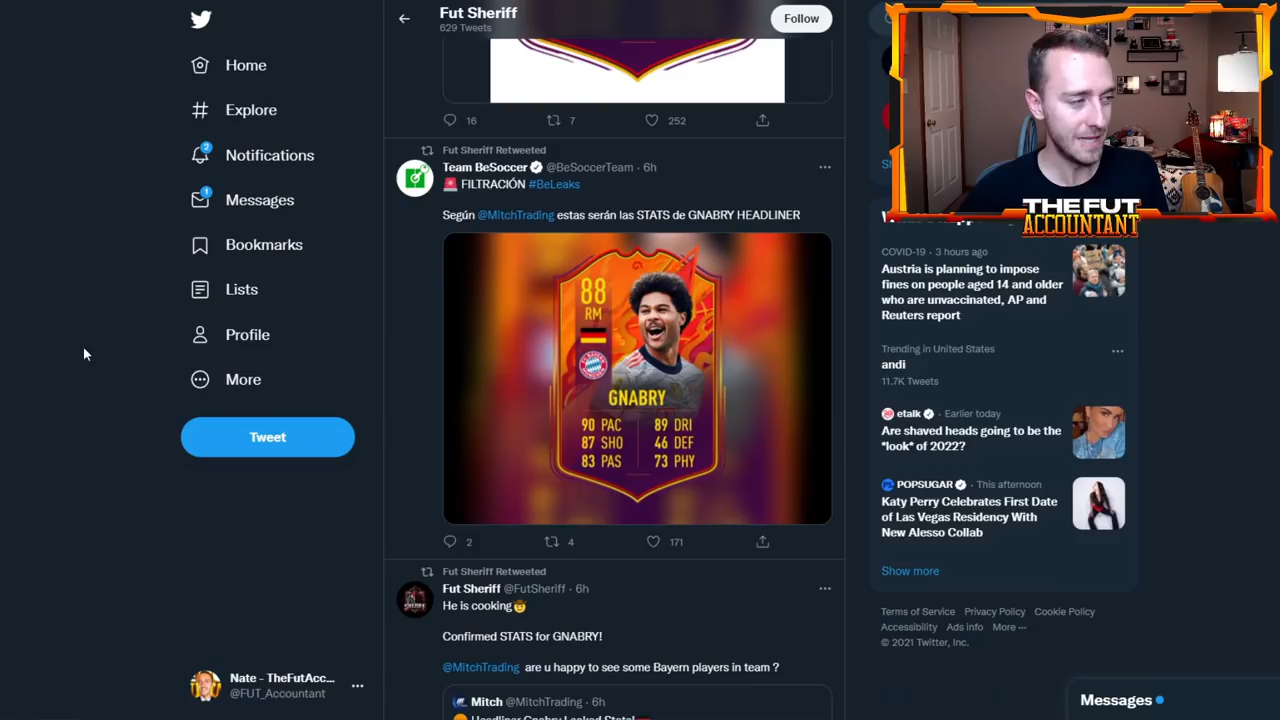 Home
Explore
2
Notifications
1
Messages
Bookmarks
Lists
Profile
More
Tweet
Nate - TheFutAcc...
@FUT_Accountant
Fut Sheriff
629 Tweets
Follow
16
7
252
Fut Sheriff Retweeted
Team BeSoccer @BeSoccerTeam · 6h
🚨 FILTRACIÓN #BeLeaks
Según @MitchTrading estas serán las STATS de GNABRY HEADLINER
88
RM
GNABRY
90 PAC 89 DRI
87 SHO 46 DEF
83 PAS 73 PHY
2
4
171
Fut Sheriff Retweeted
Fut Sheriff @FutSheriff · 6h
He is cooking🤠
Confirmed STATS for GNABRY!
@MitchTrading are u happy to see some Bayern players in team ?
Mitch @MitchTrading · 6h
THE FUT
ACCOUNTANT
COVID-19 · 3 hours ago
Austria is planning to impose
fines on people aged 14 and older
who are unvaccinated, AP and
Reuters report
Trending in United States
andi
11.7K Tweets
etalk · Earlier today
Are shaved heads going to be the
*look* of 2022?
POPSUGAR · This afternoon
Katy Perry Celebrates First Date
of Las Vegas Residency With
New Alesso Collab
Show more
Terms of Service Privacy Policy Cookie Policy
Accessibility Ads info More ···
© 2021 Twitter, Inc.
Messages